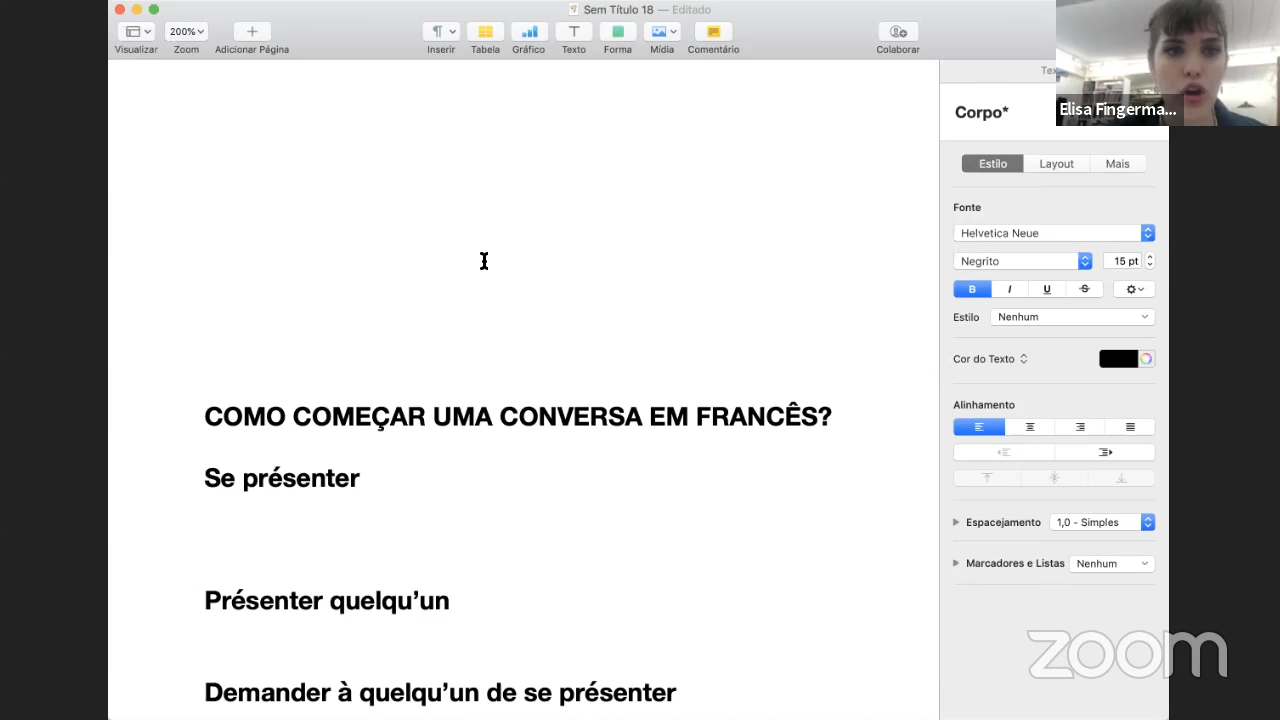 Sem Título 18 — Editado
Visualizar
200%
Zoom
Adicionar Página
Inserir
Tabela
Gráfico
Texto
Forma
Mídia
Comentário
Colaborar
Elisa Fingerma...
Corpo*
Estilo
Layout
Mais
Fonte
Helvetica Neue
Negrito
15 pt
B I U S
Estilo
Nenhum
Cor do Texto
Alinhamento
Espacejamento
1,0 - Simples
Marcadores e Listas
Nenhum
COMO COMEÇAR UMA CONVERSA EM FRANCÊS?
Se présenter
Présenter quelqu’un
Demander à quelqu’un de se présenter
zoom